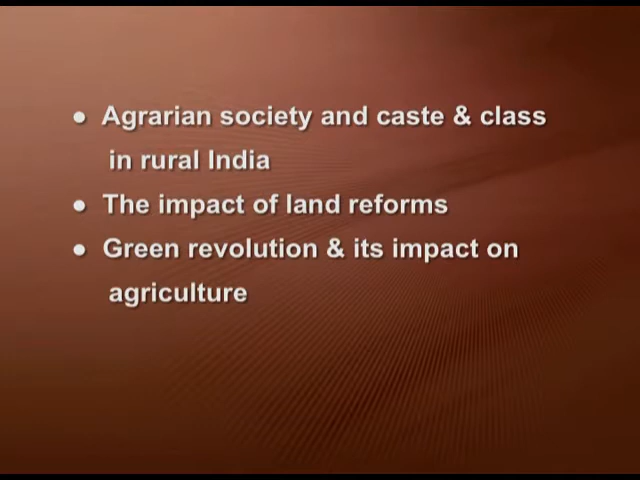 ● Agrarian society and caste & class
in rural India
● The impact of land reforms
● Green revolution & its impact on
agriculture